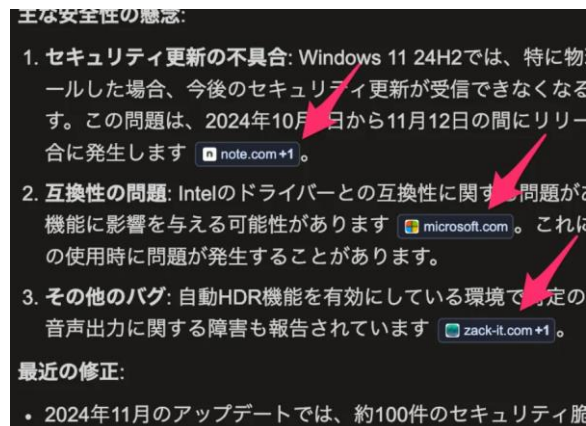 主な安全性の懸念:
1. セキュリティ更新の不具合: Windows 11 24H2では、特に物
ールした場合、今後のセキュリティ更新が受信できなくなる
す。この問題は、2024年10月 日から11月12日の間にリリー
合に発生します note.com +1 。
2. 互換性の問題: Intelのドライバーとの互換性に関する問題があ
機能に影響を与える可能性があります microsoft.com 。これに
の使用時に問題が発生することがあります。
3. その他のバグ: 自動HDR機能を有効にしている環境で 定の
音声出力に関する障害も報告されています zack-it.com +1 。
最近の修正:
• 2024年11月のアップデートでは、約100件のセキュリティ脆